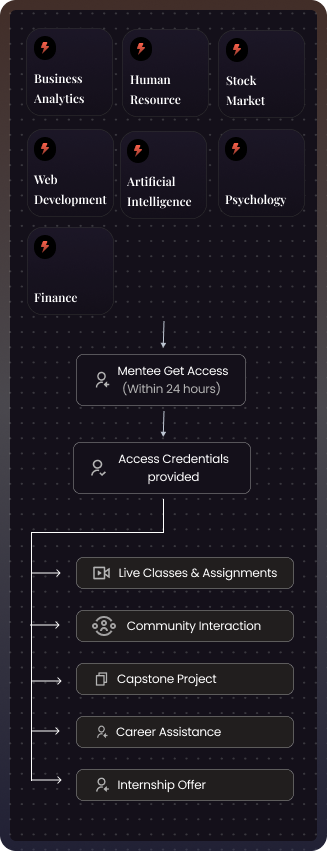 Business
Analytics
Human
Resource
Stock
Market
Web
Development
Artificial
Intelligence
Psychology
Finance
Mentee Get Access
(Within 24 hours)
Access Credentials
provided
Live Classes & Assignments
Community Interaction
Capstone Project
Career Assistance
Internship Offer